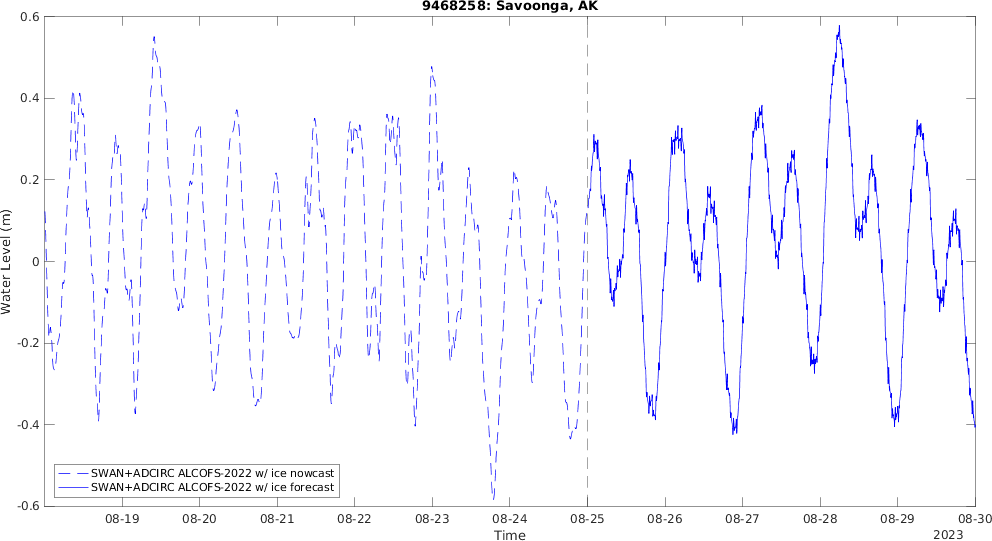 9468258: Savoonga, AK
Water Level (m)
0.6
0.4
0.2
0
-0.2
-0.4
-0.6
SWAN+ADCIRC ALCOFS-2022 w/ ice nowcast
SWAN+ADCIRC ALCOFS-2022 w/ ice forecast
08-19 08-20 08-21 08-22 08-23 08-24 08-25 08-26 08-27 08-28 08-29 08-30
Time
2023